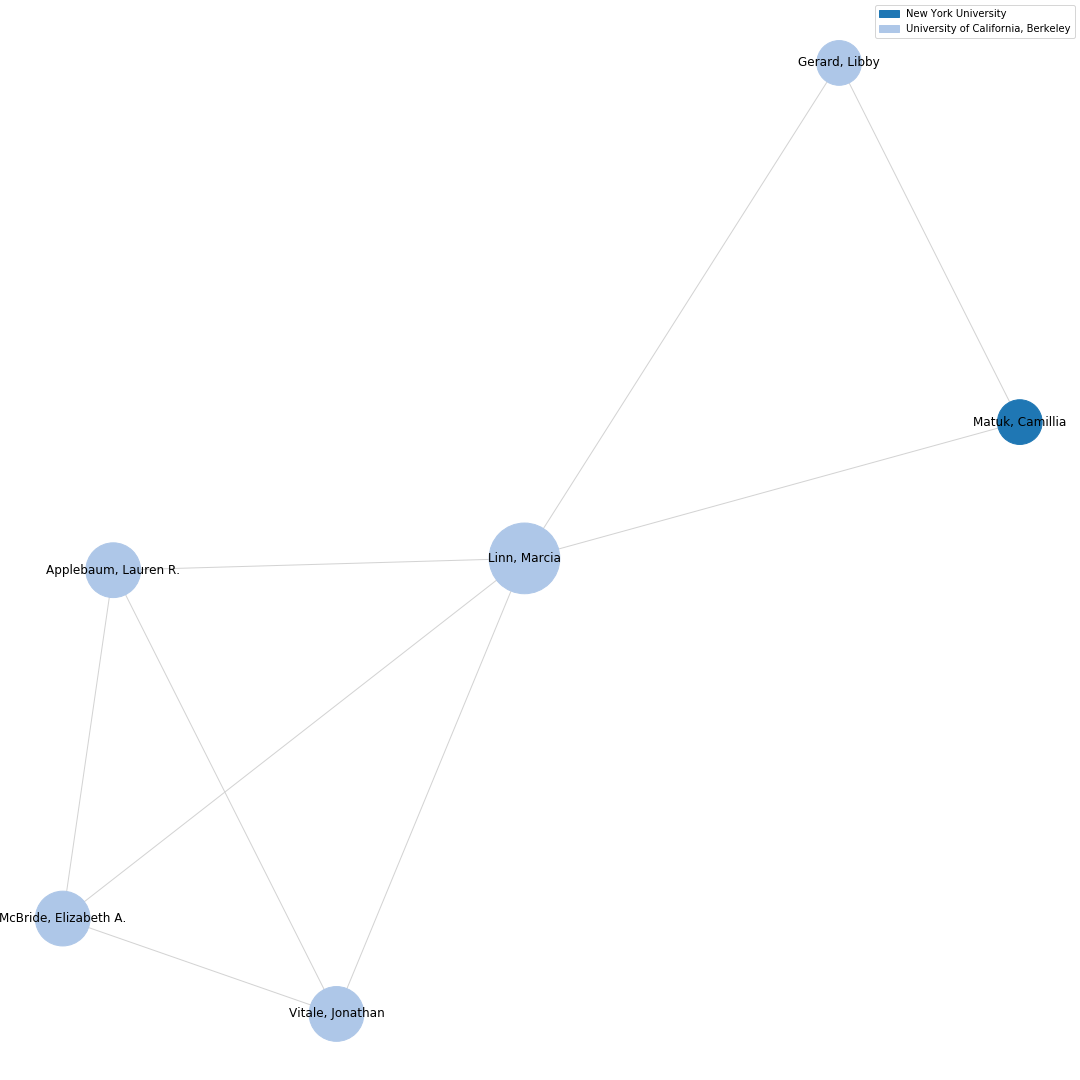 New York University
University of California, Berkeley
Gerard, Libby
Matuk, Camillia
Linn, Marcia
Applebaum, Lauren R.
McBride, Elizabeth A.
Vitale, Jonathan